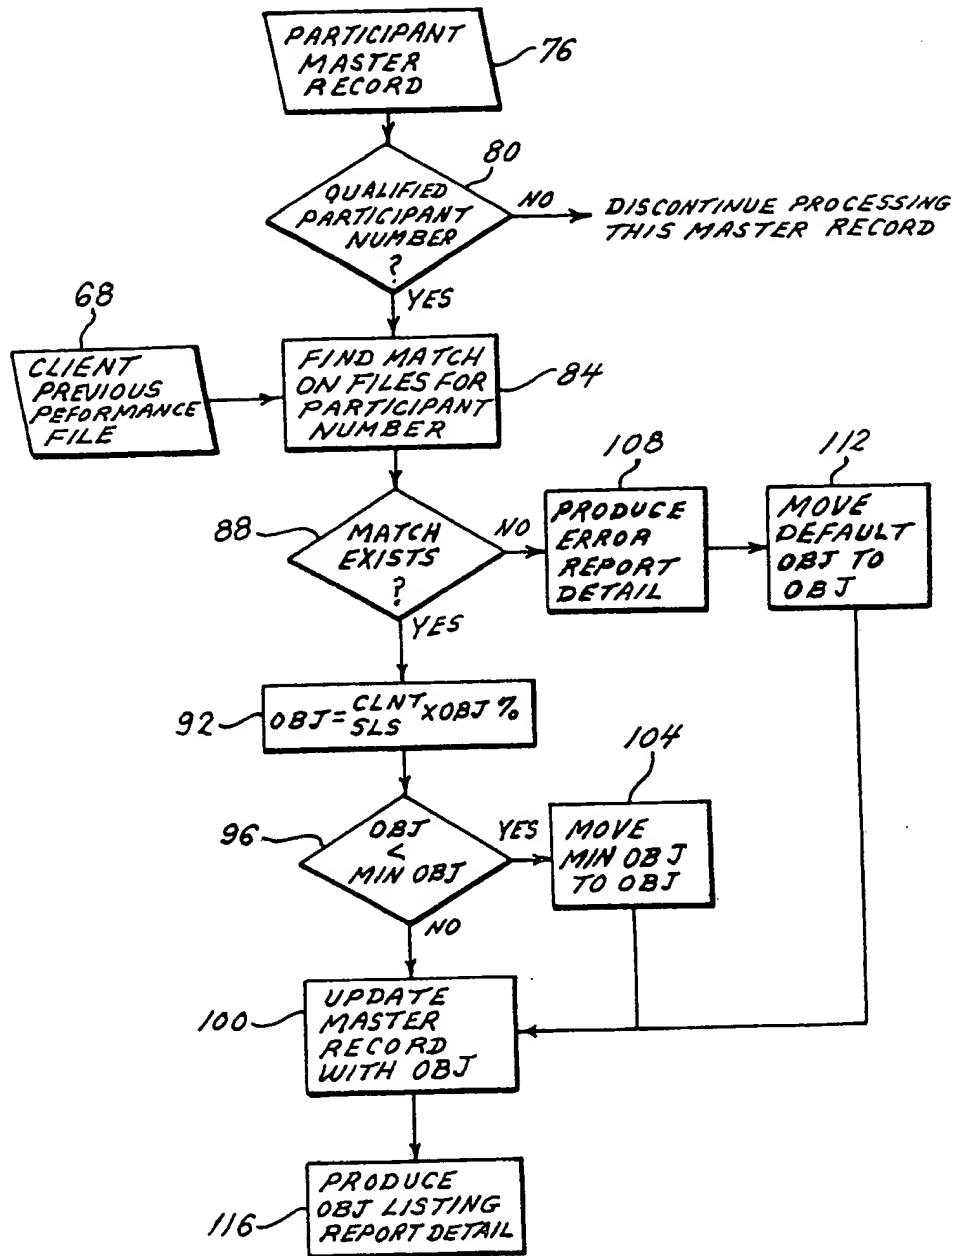 PARTICIPANT
MASTER
RECORD
76
80
QUALIFIED
PARTICIPANT
NUMBER
?
NO
DISCONTINUE PROCESSING
THIS MASTER RECORD
YES
68
CLIENT
PREVIOUS
PEFORMANCE
FILE
FIND MATCH
ON FILES FOR
PARTICIPANT
NUMBER
84
88
MATCH
EXISTS
?
NO
YES
108
PRODUCE
ERROR
REPORT
DETAIL
112
MOVE
DEFAULT
OBJ TO
OBJ
92
OBJ = CLNT SLS X OBJ %
96
OBJ
<
MIN OBJ
YES
NO
104
MOVE
MIN OBJ
TO OBJ
100
UPDATE
MASTER
RECORD
WITH OBJ
116
PRODUCE
OBJ LISTING
REPORT DETAIL